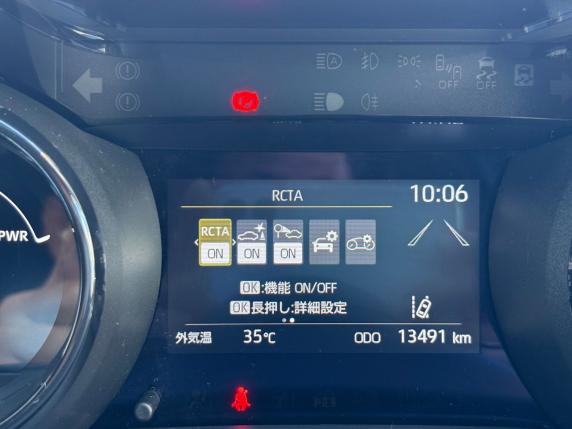 OFF OFF
RCTA 10:06
PWR
RCTA
ON ON ON
OK:機能 ON/OFF
OK長押し:詳細設定
外気温 35℃ ODO 13491 km